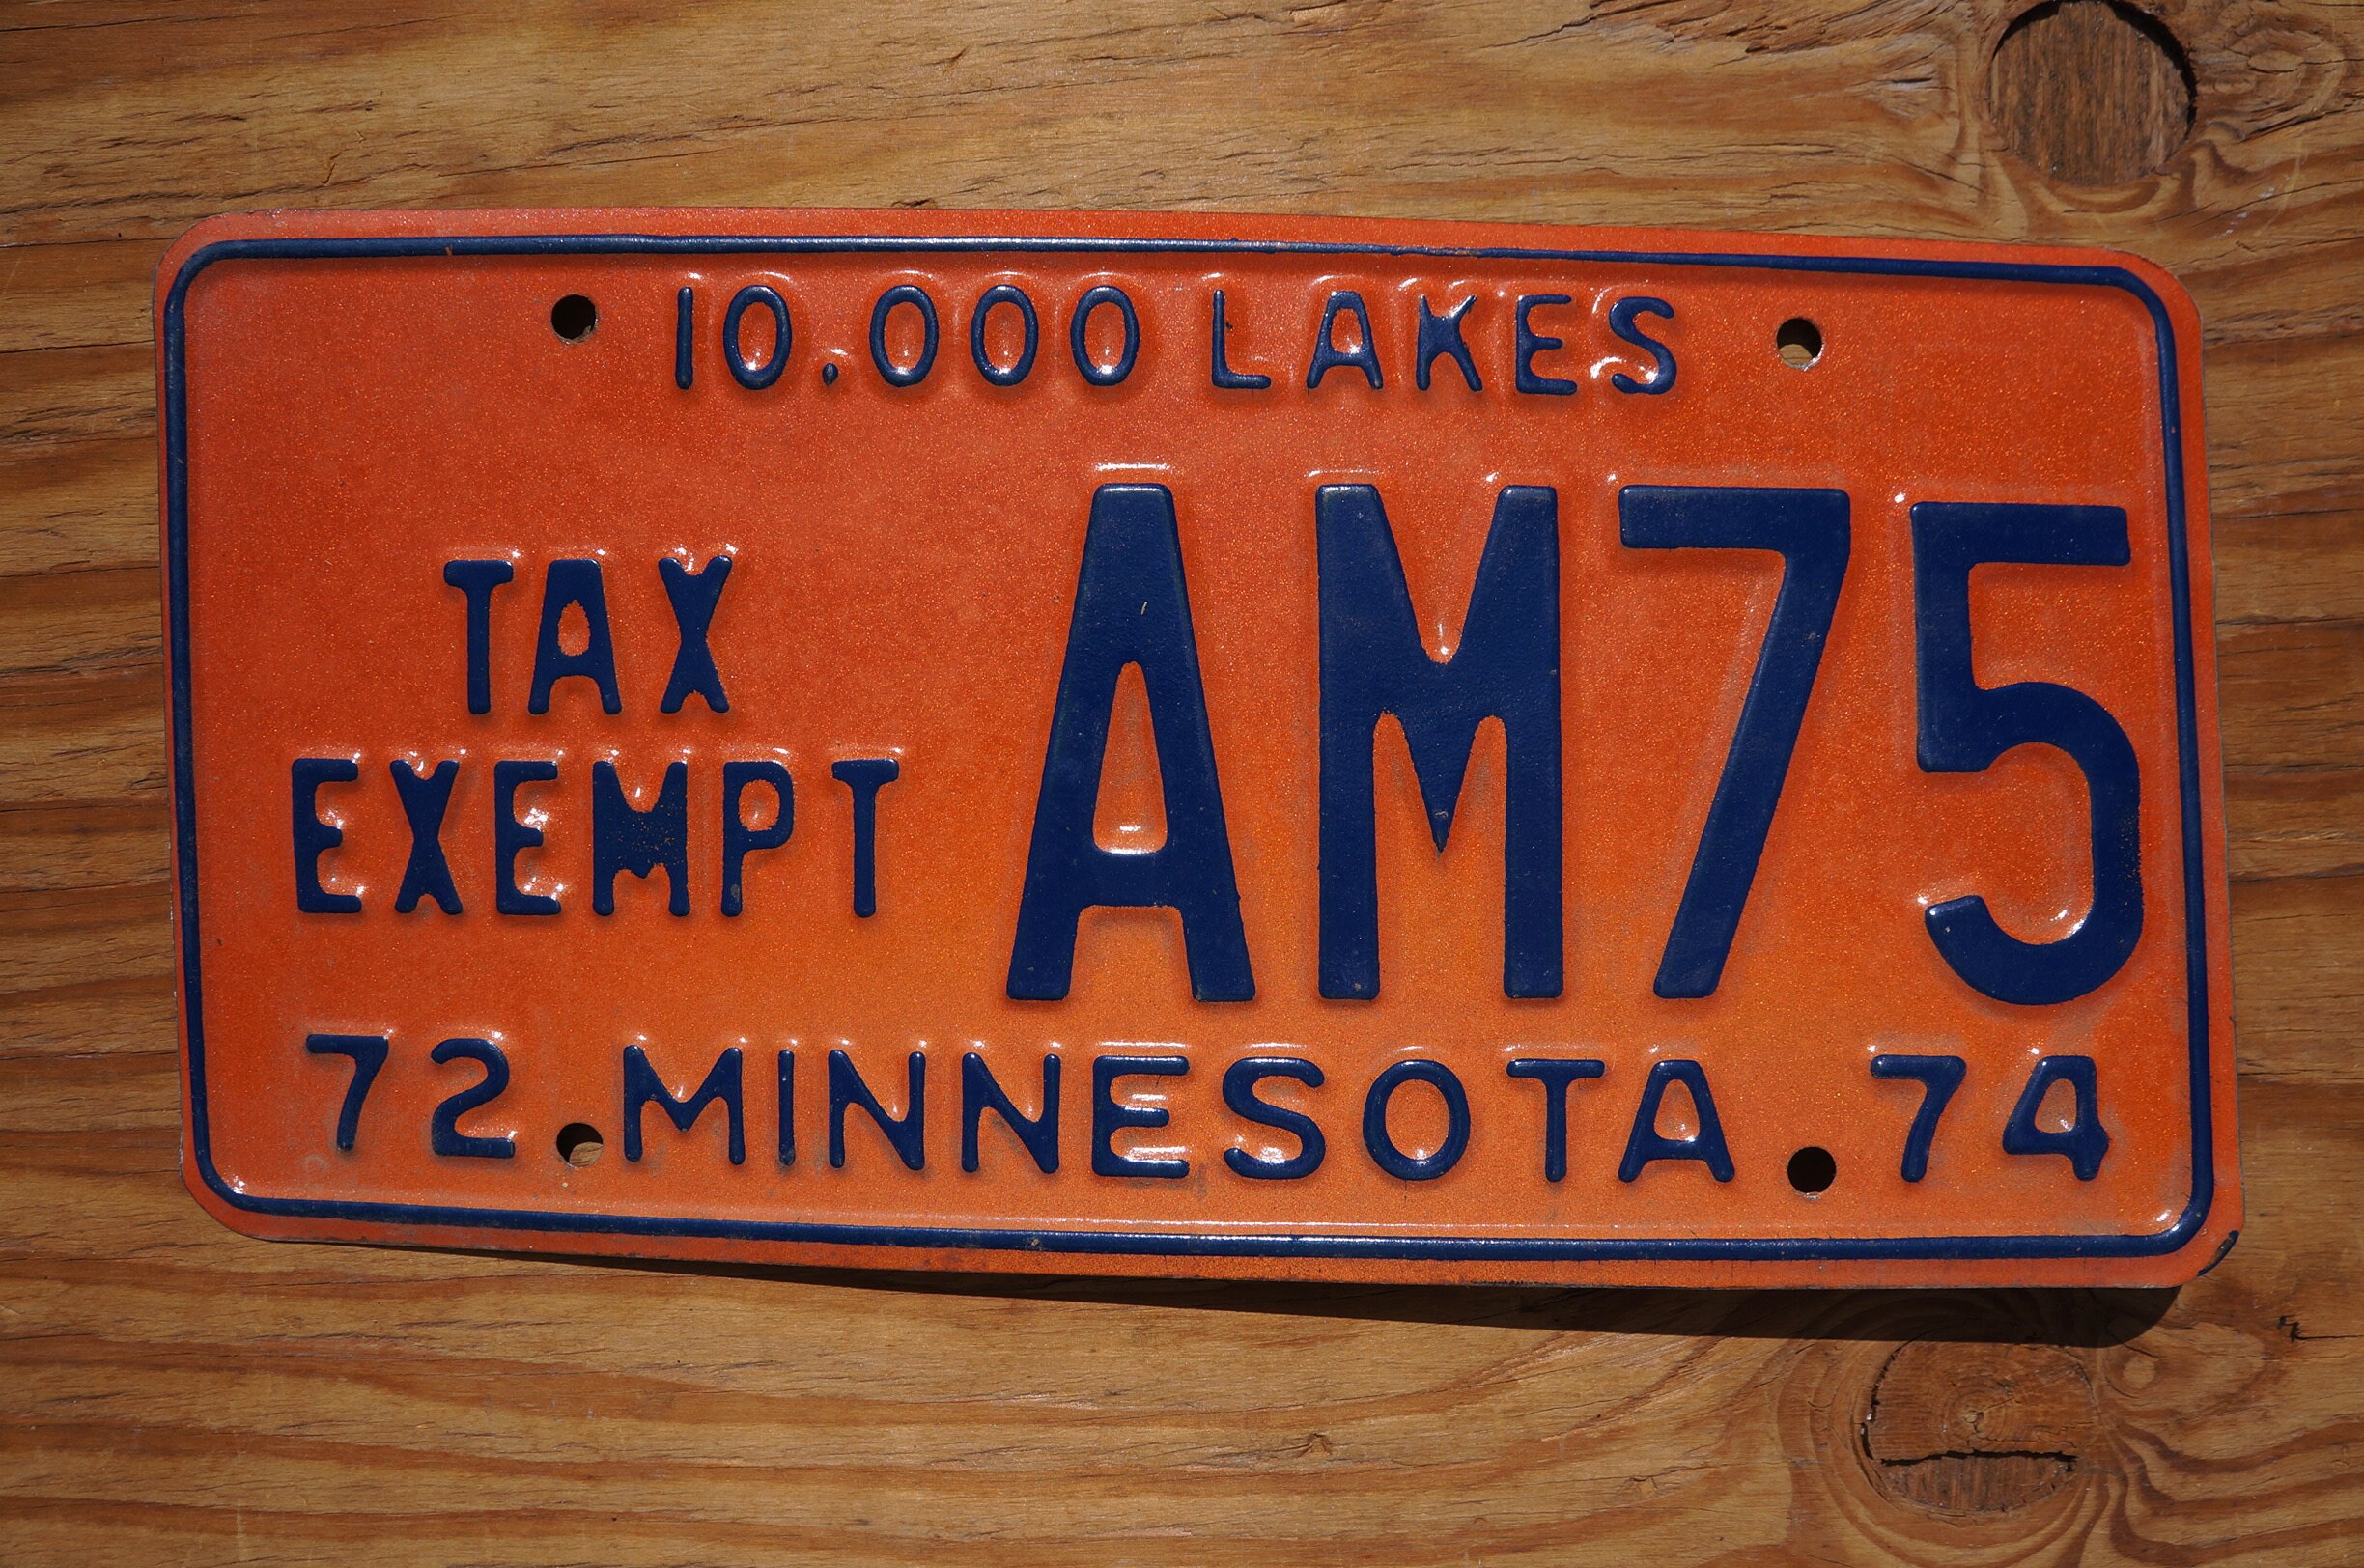 10.000 LAKES
TAX
EXEMPT
AM75
72.MINNESOTA.74